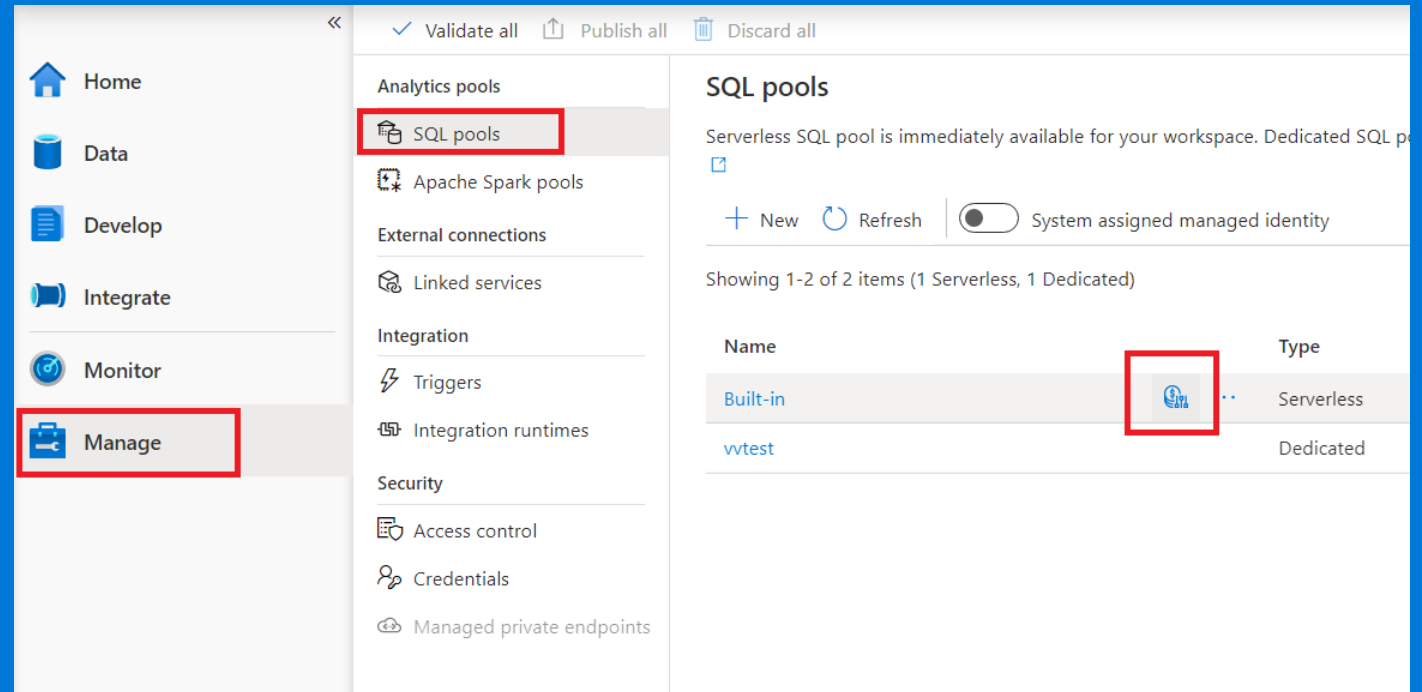 «
Home
Data
Develop
Integrate
Monitor
Manage
Validate all Publish all Discard all
Analytics pools
SQL pools
Apache Spark pools
External connections
Linked services
Integration
Triggers
Integration runtimes
Security
Access control
Credentials
Managed private endpoints
SQL pools
Serverless SQL pool is immediately available for your workspace. Dedicated SQL
New Refresh System assigned managed identity
Showing 1-2 of 2 items (1 Serverless, 1 Dedicated)
Name Type
Built-in Serverless
vvtest Dedicated